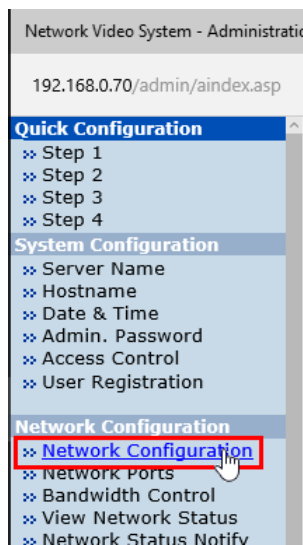 Network Video System - Administratio
192.168.0.70/admin/aindex.asp
Quick Configuration
» Step 1
» Step 2
» Step 3
» Step 4
System Configuration
» Server Name
» Hostname
» Date & Time
» Admin. Password
» Access Control
» User Registration
Network Configuration
» Network Configuration
» Network Ports
» Bandwidth Control
» View Network Status
» Network Status Notify